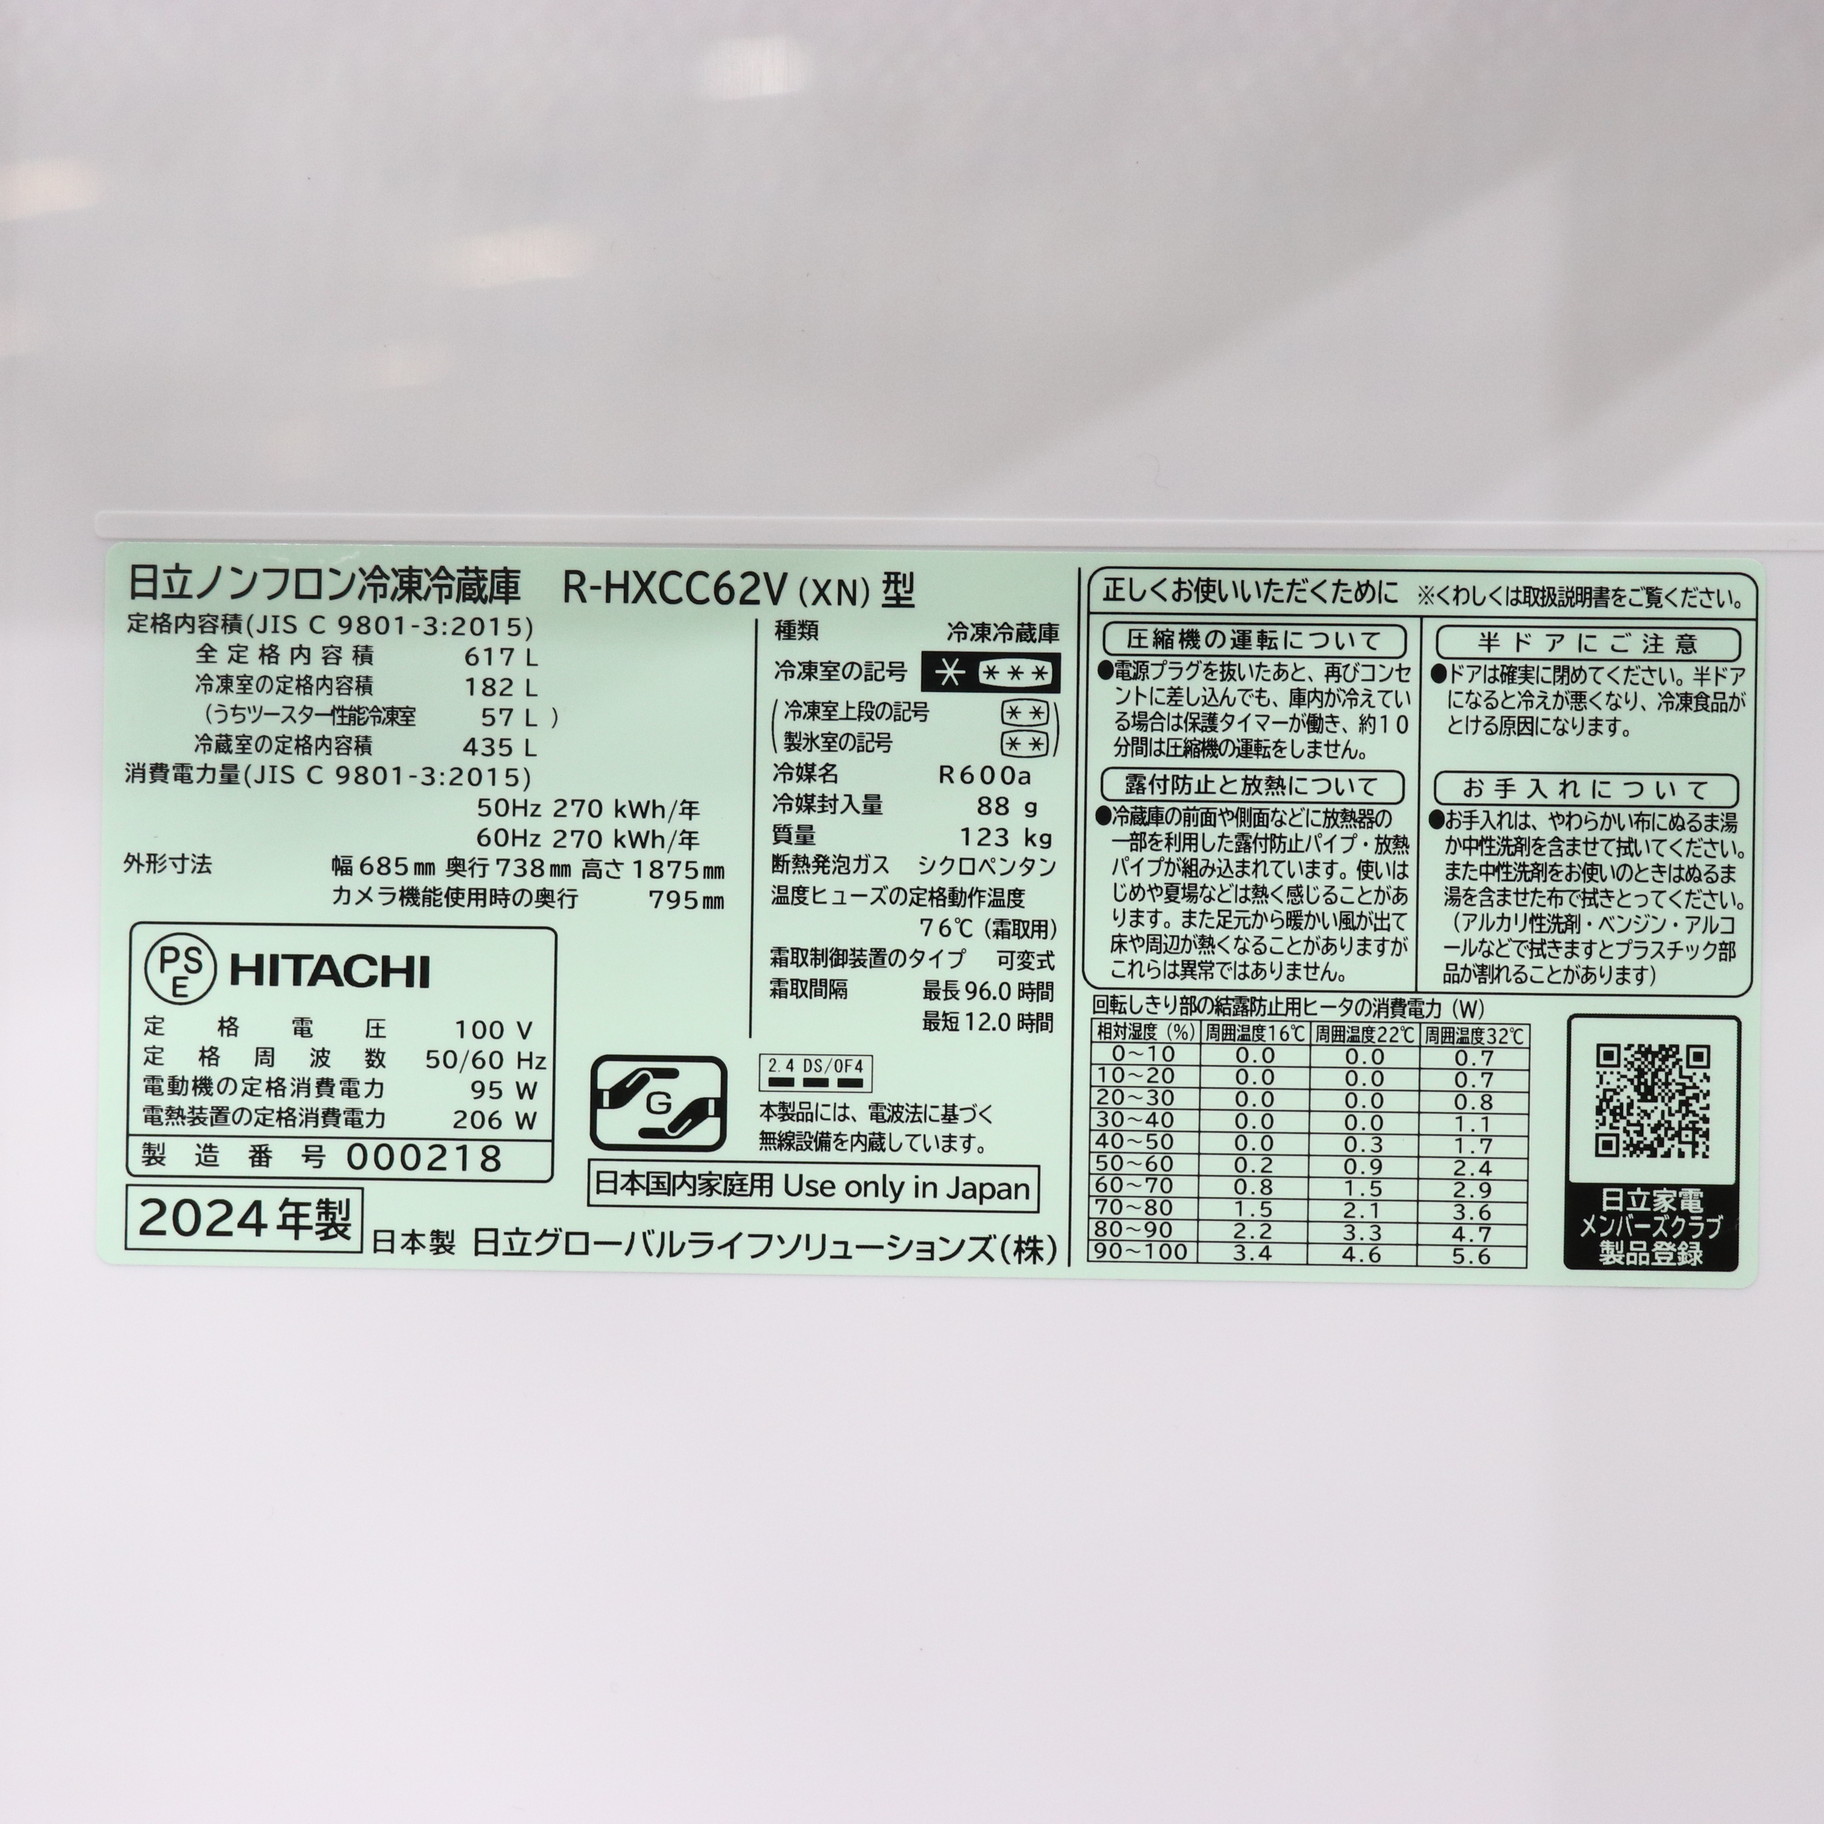 日立ノンフロン冷凍冷蔵庫 R-HXCC62V(XN)型
定格内容積(JIS C 9801-3:2015)
全定格内容積 617 L
冷凍室の定格内容積 182 L
(うちツースター性能冷凍室 57 L )
冷蔵室の定格内容積 435 L
消費電力量(JIS C 9801-3:2015)
50Hz 270 kWh/年
60Hz 270 kWh/年
外形寸法 幅685㎜ 奥行738㎜ 高さ1875㎜
カメラ機能使用時の奥行 795㎜
PSE HITACHI
定格電圧 100 V
定格周波数 50/60 Hz
電動機の定格消費電力 95 W
電熱装置の定格消費電力 206 W
製造番号 000218
2024年製
日本製 日立グローバルライフソリューションズ(株)
種類 冷凍冷蔵庫
冷凍室の記号 * ***
冷凍室上段の記号 **
製氷室の記号 **
冷媒名 R600a
冷媒封入量 88 g
質量 123 kg
断熱発泡ガス シクロペンタン
温度ヒューズの定格動作温度
76℃(霜取用)
霜取制御装置のタイプ 可変式
霜取間隔 最長96.0時間
最短12.0時間
G
2.4 DS/OF4
本製品には、電波法に基づく
無線設備を内蔵しています。
日本国内家庭用 Use only in Japan
正しくお使いいただくために ※くわしくは取扱説明書をご覧ください。
圧縮機の運転について
●電源プラグを抜いたあと、再びコンセ
ントに差し込んでも、庫内が冷えてい
る場合は保護タイマーが働き、約10
分間は圧縮機の運転をしません。
露付防止と放熱について
●冷蔵庫の前面や側面などに放熱器の
一部を利用した露付防止パイプ・放熱
パイプが組み込まれています。使いは
じめや夏場などは熱く感じることがあ
ります。また足元から暖かい風が出て
床や周辺が熱くなることがありますが
これらは異常ではありません。
半ドアにご注意
●ドアは確実に閉めてください。半ドア
になると冷えが悪くなり、冷凍食品が
とける原因になります。
お手入れについて
●お手入れは、やわらかい布にぬるま湯
か中性洗剤を含ませて拭いてください。
また中性洗剤をお使いのときはぬるま
湯を含ませた布で拭きとってください。
(アルカリ性洗剤・ベンジン・アルコ
ールなどで拭きますとプラスチック部
品が割れることがあります)
回転しきり部の結露防止用ヒータの消費電力(W)
相対湿度(%) 周囲温度16℃ 周囲温度22℃ 周囲温度32℃
0~10 0.0 0.0 0.7
10~20 0.0 0.0 0.7
20~30 0.0 0.0 0.8
30~40 0.0 0.0 1.1
40~50 0.0 0.3 1.7
50~60 0.2 0.9 2.4
60~70 0.8 1.5 2.9
70~80 1.5 2.1 3.6
80~90 2.2 3.3 4.7
90~100 3.4 4.6 5.6
日立家電
メンバーズクラブ
製品登録